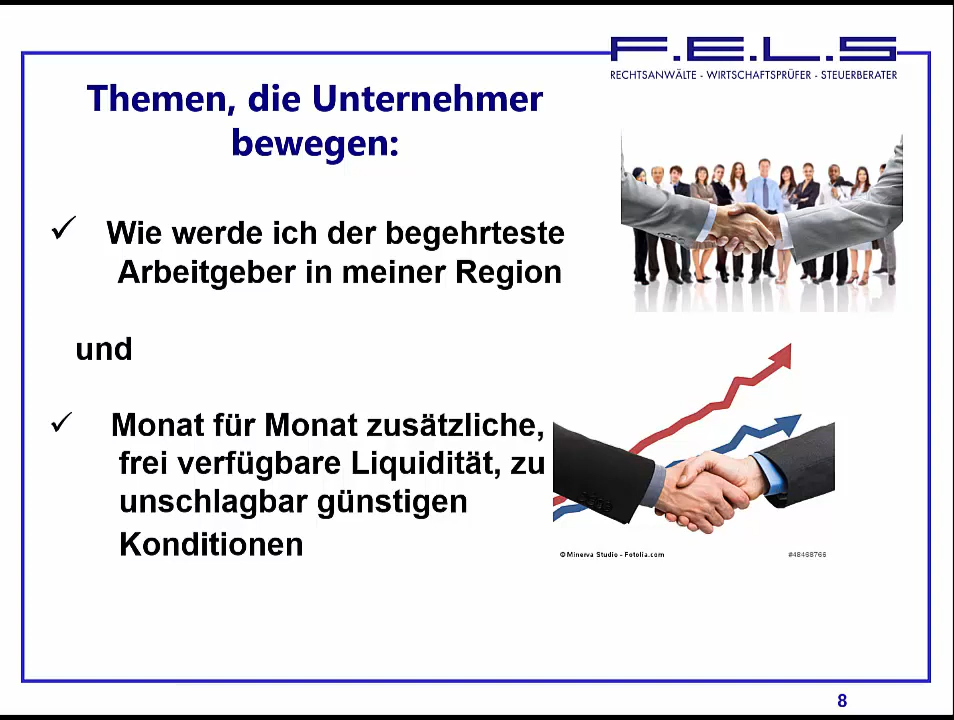 F.E.L.S
RECHTSANWÄLTE - WIRTSCHAFTSPRÜFER - STEUERBERATER
Themen, die Unternehmer
bewegen:
✓ Wie werde ich der begehrteste
Arbeitgeber in meiner Region
und
✓ Monat für Monat zusätzliche,
frei verfügbare Liquidität, zu
unschlagbar günstigen
Konditionen
© Minerva Studio - Fotolia.com
#48468766
8